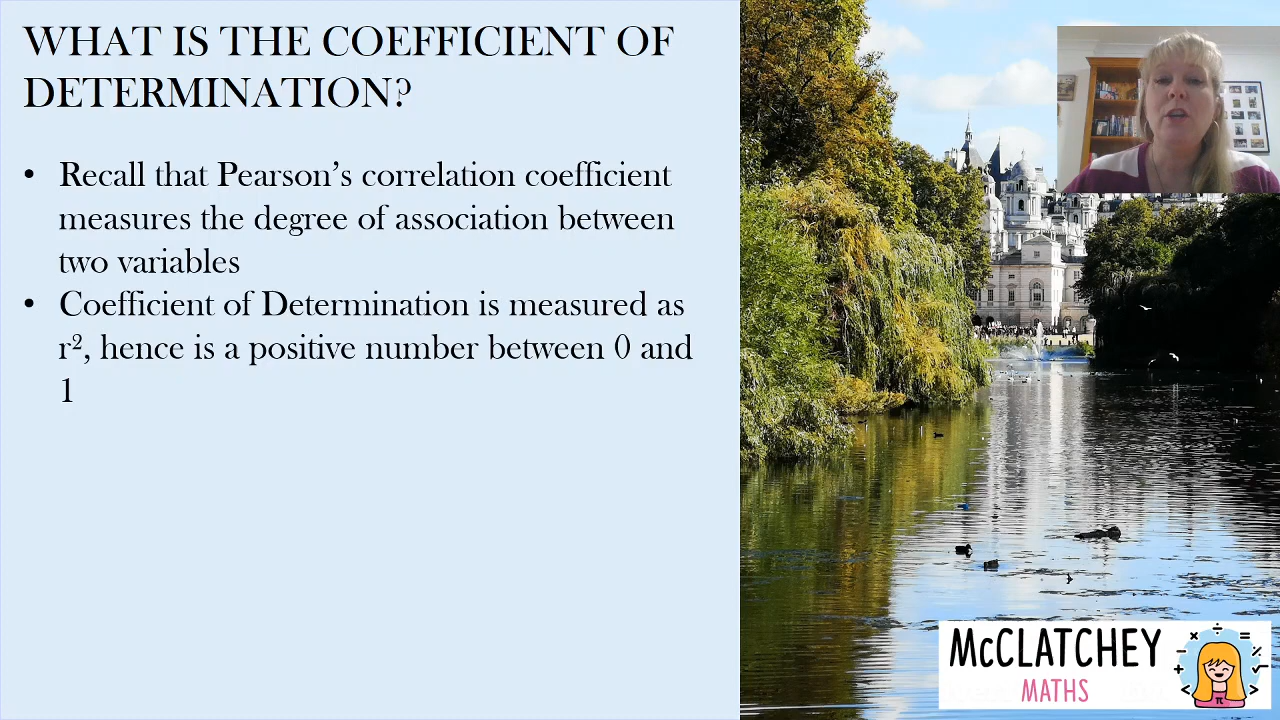 WHAT IS THE COEFFICIENT OF
DETERMINATION?
• Recall that Pearson’s correlation coefficient
measures the degree of association between
two variables
• Coefficient of Determination is measured as
r², hence is a positive number between 0 and
1
McCLATCHEY
MATHS